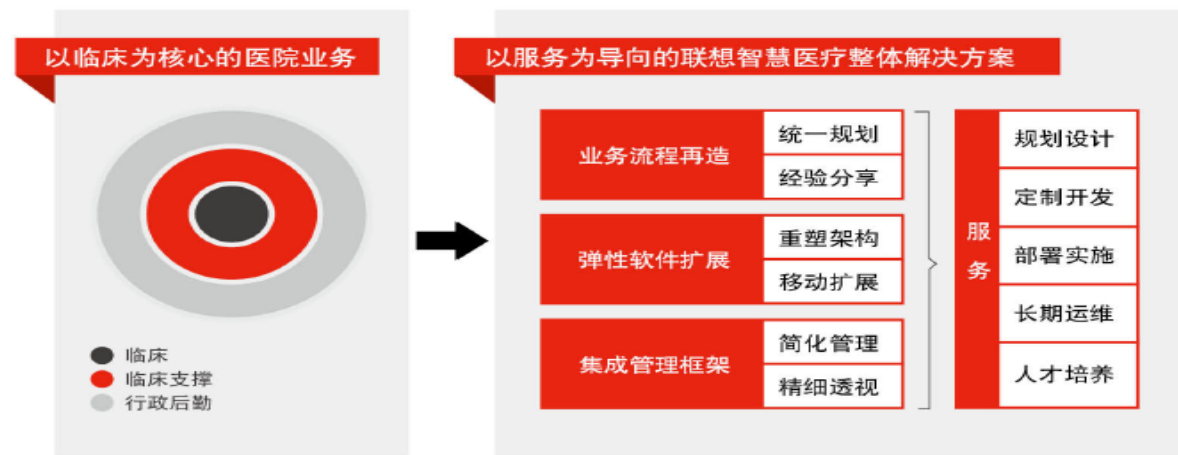 以临床为核心的医院业务
临床
临床支撑
行政后勤
以服务为导向的联想智慧医疗整体解决方案
业务流程再造
统一规划
经验分享
弹性软件扩展
重塑架构
移动扩展
集成管理框架
简化管理
精细透视
服务
规划设计
定制开发
部署实施
长期运维
人才培养